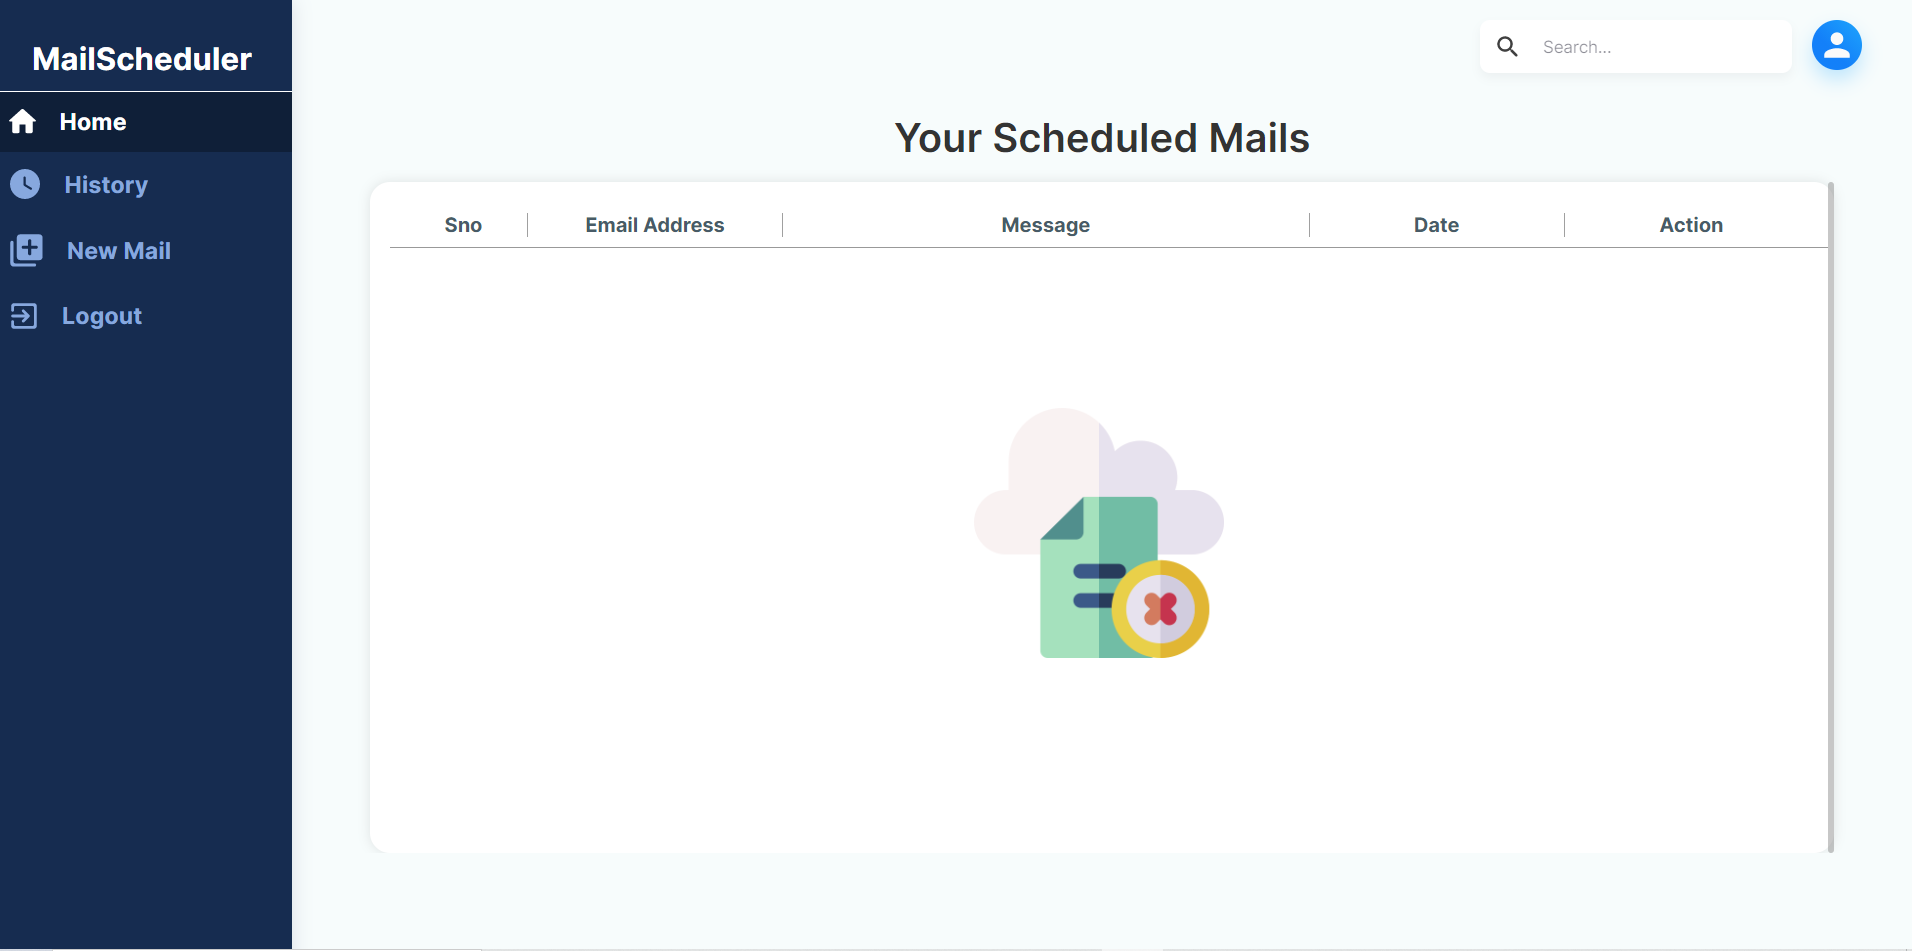 MailScheduler
Home
History
New Mail
Logout
Search...
Your Scheduled Mails
Sno Email Address Message Date Action